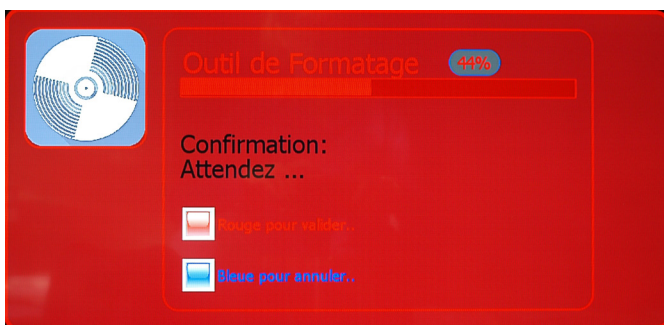 Outil de Formatage 44%
Confirmation:
Attendez ...
Rouge pour valider..
Bleue pour annuler..